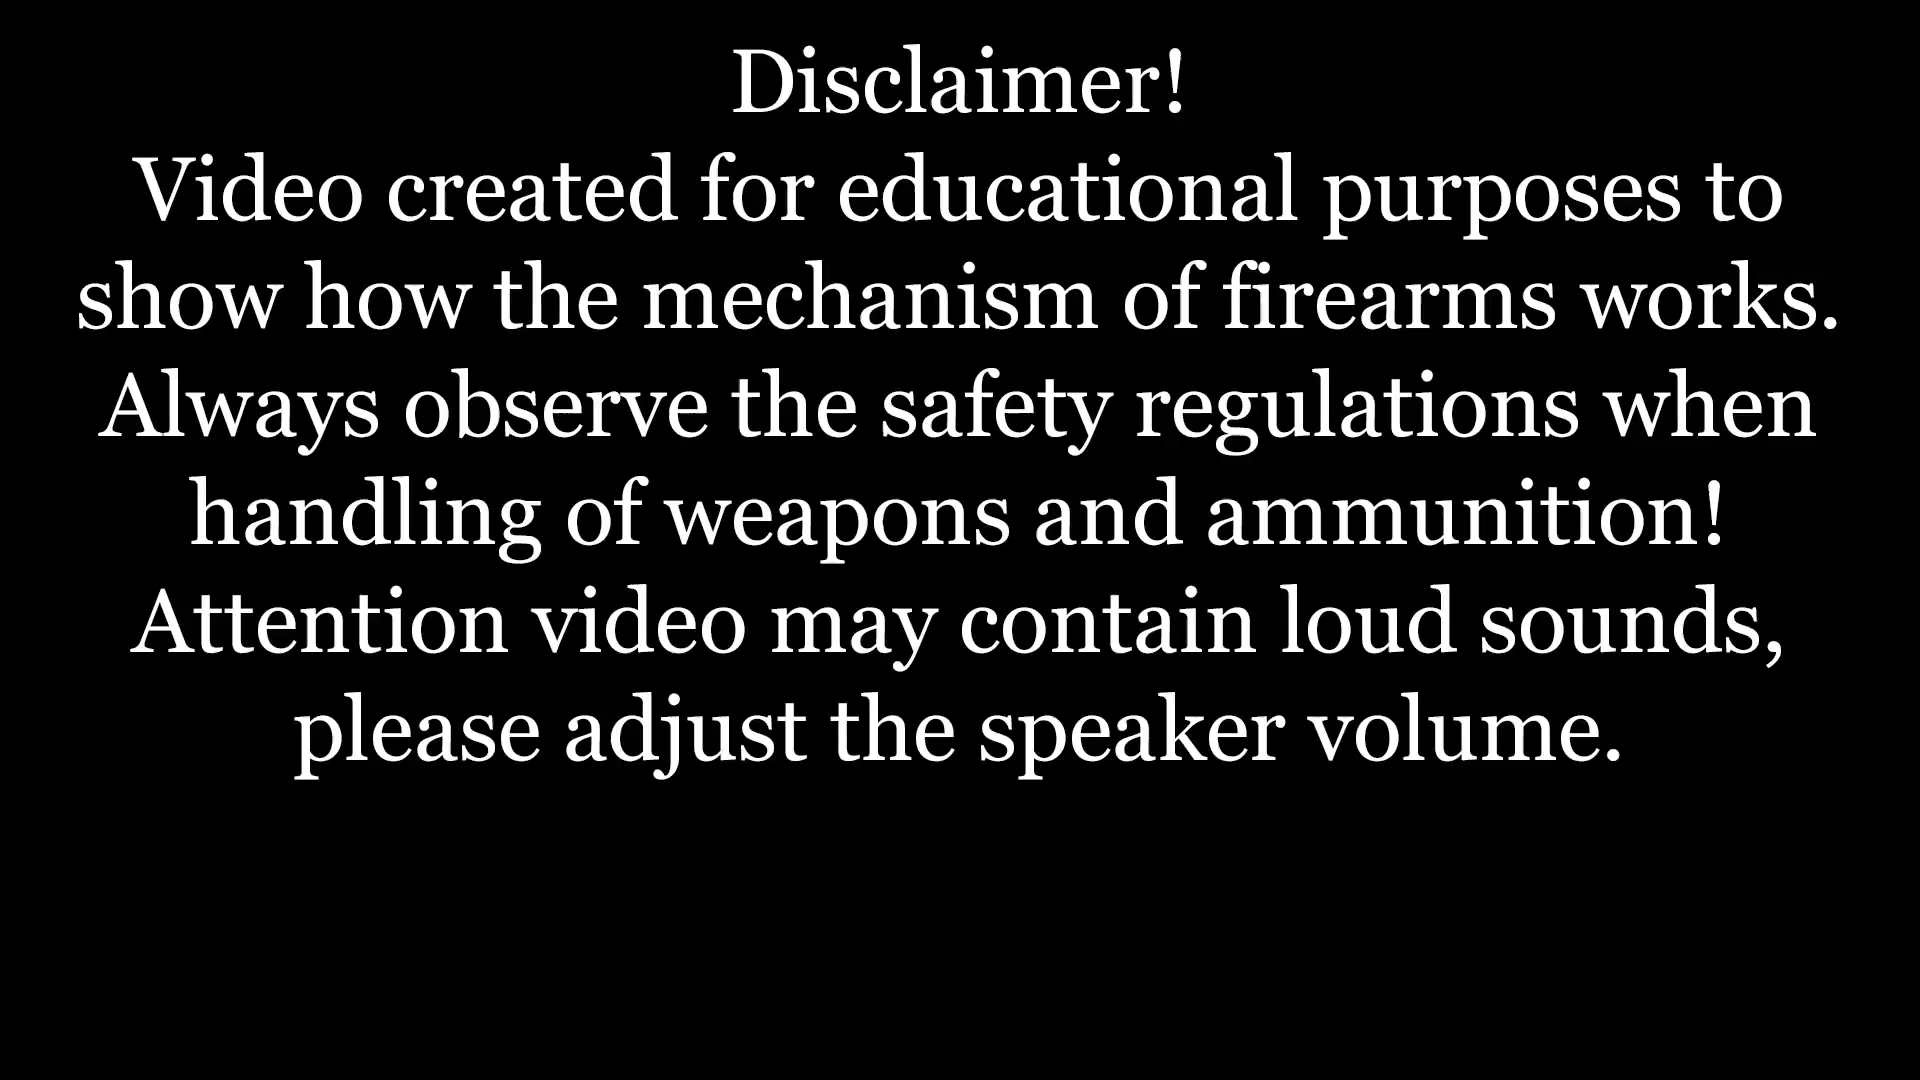 Disclaimer!
Video created for educational purposes to
show how the mechanism of firearms works.
Always observe the safety regulations when
handling of weapons and ammunition!
Attention video may contain loud sounds,
please adjust the speaker volume.